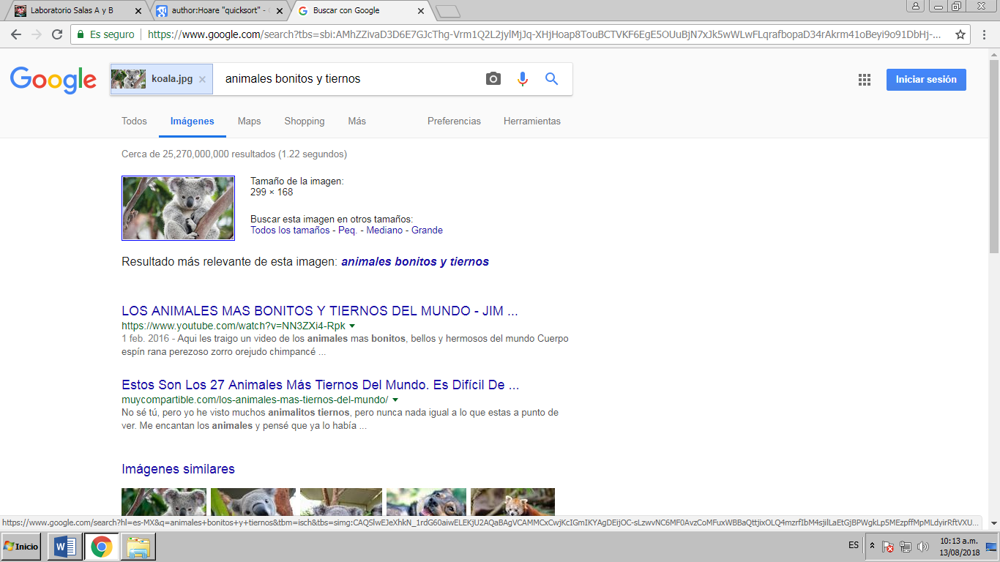 Laboratorio Salas A y B
author:Hoare "quicksort" -
Buscar con Google
Es seguro
https://www.google.com/search?tbs=sbi:AMhZZivaD3D6E7GJcThg-Vrm1Q2L2jylMjJq-XHjHoap8TouBCTVKF6EgE5OUuBjN7xJk5wWLwFLqrafbopaD34rAkrm41oBeyi9o91DbHj-...
Google
koala.jpg
animales bonitos y tiernos
Iniciar sesión
Todos Imágenes Maps Shopping Más Preferencias Herramientas
Cerca de 25,270,000,000 resultados (1.22 segundos)
Tamaño de la imagen:
299 × 168
Buscar esta imagen en otros tamaños:
Todos los tamaños - Peq. - Mediano - Grande
Resultado más relevante de esta imagen: animales bonitos y tiernos
LOS ANIMALES MAS BONITOS Y TIERNOS DEL MUNDO - JIM ...
https://www.youtube.com/watch?v=NN3ZXi4-Rpk
1 feb. 2016 - Aqui les traigo un video de los animales mas bonitos, bellos y hermosos del mundo Cuerpo
espín rana perezoso zorro orejudo chimpancé ...
Estos Son Los 27 Animales Más Tiernos Del Mundo. Es Difícil De ...
muycompartible.com/los-animales-mas-tiernos-del-mundo/
No sé tú, pero yo he visto muchos animalitos tiernos, pero nunca nada igual a lo que estas a punto de
ver. Me encantan los animales y pensé que ya lo había ...
Imágenes similares
https://www.google.com/search?hl=es-MX&q=animales+bonitos+y+tiernos&tbm=isch&tbs=simg:CAQSlwEJeXhkN_1rdG60aiwELEKjU2AQaBAgVCAMMCxCwjKcIGmIKYAgDEijOC-sLzwvNC6MF0AvzCoMFuxWBBaQttjixOLQ4mzrfIbM4sjilLaEtGjBPWgkLp5MEzpffMpMLdyirRftVXU...
Inicio
ES
10:13 a.m.
13/08/2018